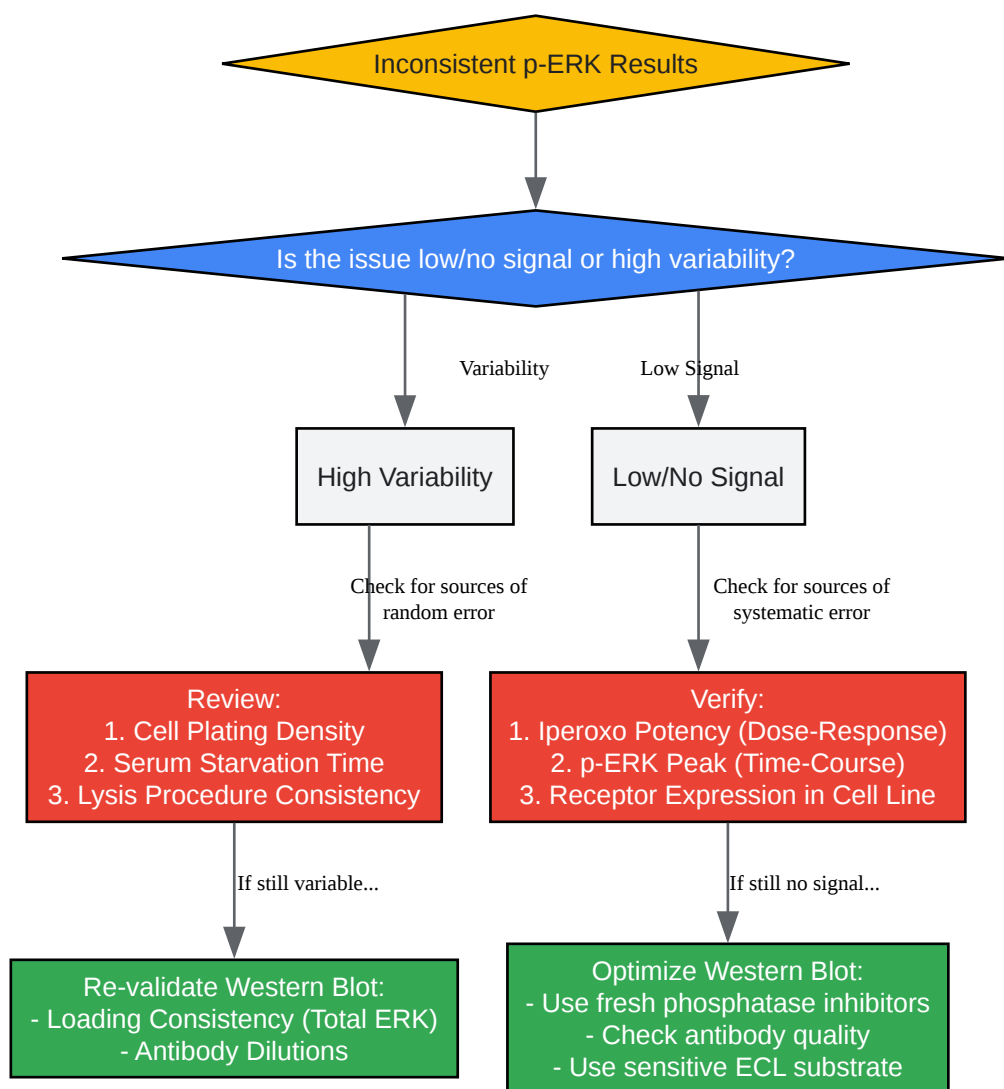 Inconsistent p-ERK Results
Is the issue low/no signal or high variability?
Variability
Low Signal
High Variability
Low/No Signal
Check for sources of
random error
Check for sources of
systematic error
Review:
1. Cell Plating Density
2. Serum Starvation Time
3. Lysis Procedure Consistency
Verify:
1. Iperoxo Potency (Dose-Response)
2. p-ERK Peak (Time-Course)
3. Receptor Expression in Cell Line
If still variable...
If still no signal...
Re-validate Western Blot:
- Loading Consistency (Total ERK)
- Antibody Dilutions
Optimize Western Blot:
- Use fresh phosphatase inhibitors
- Check antibody quality
- Use sensitive ECL substrate